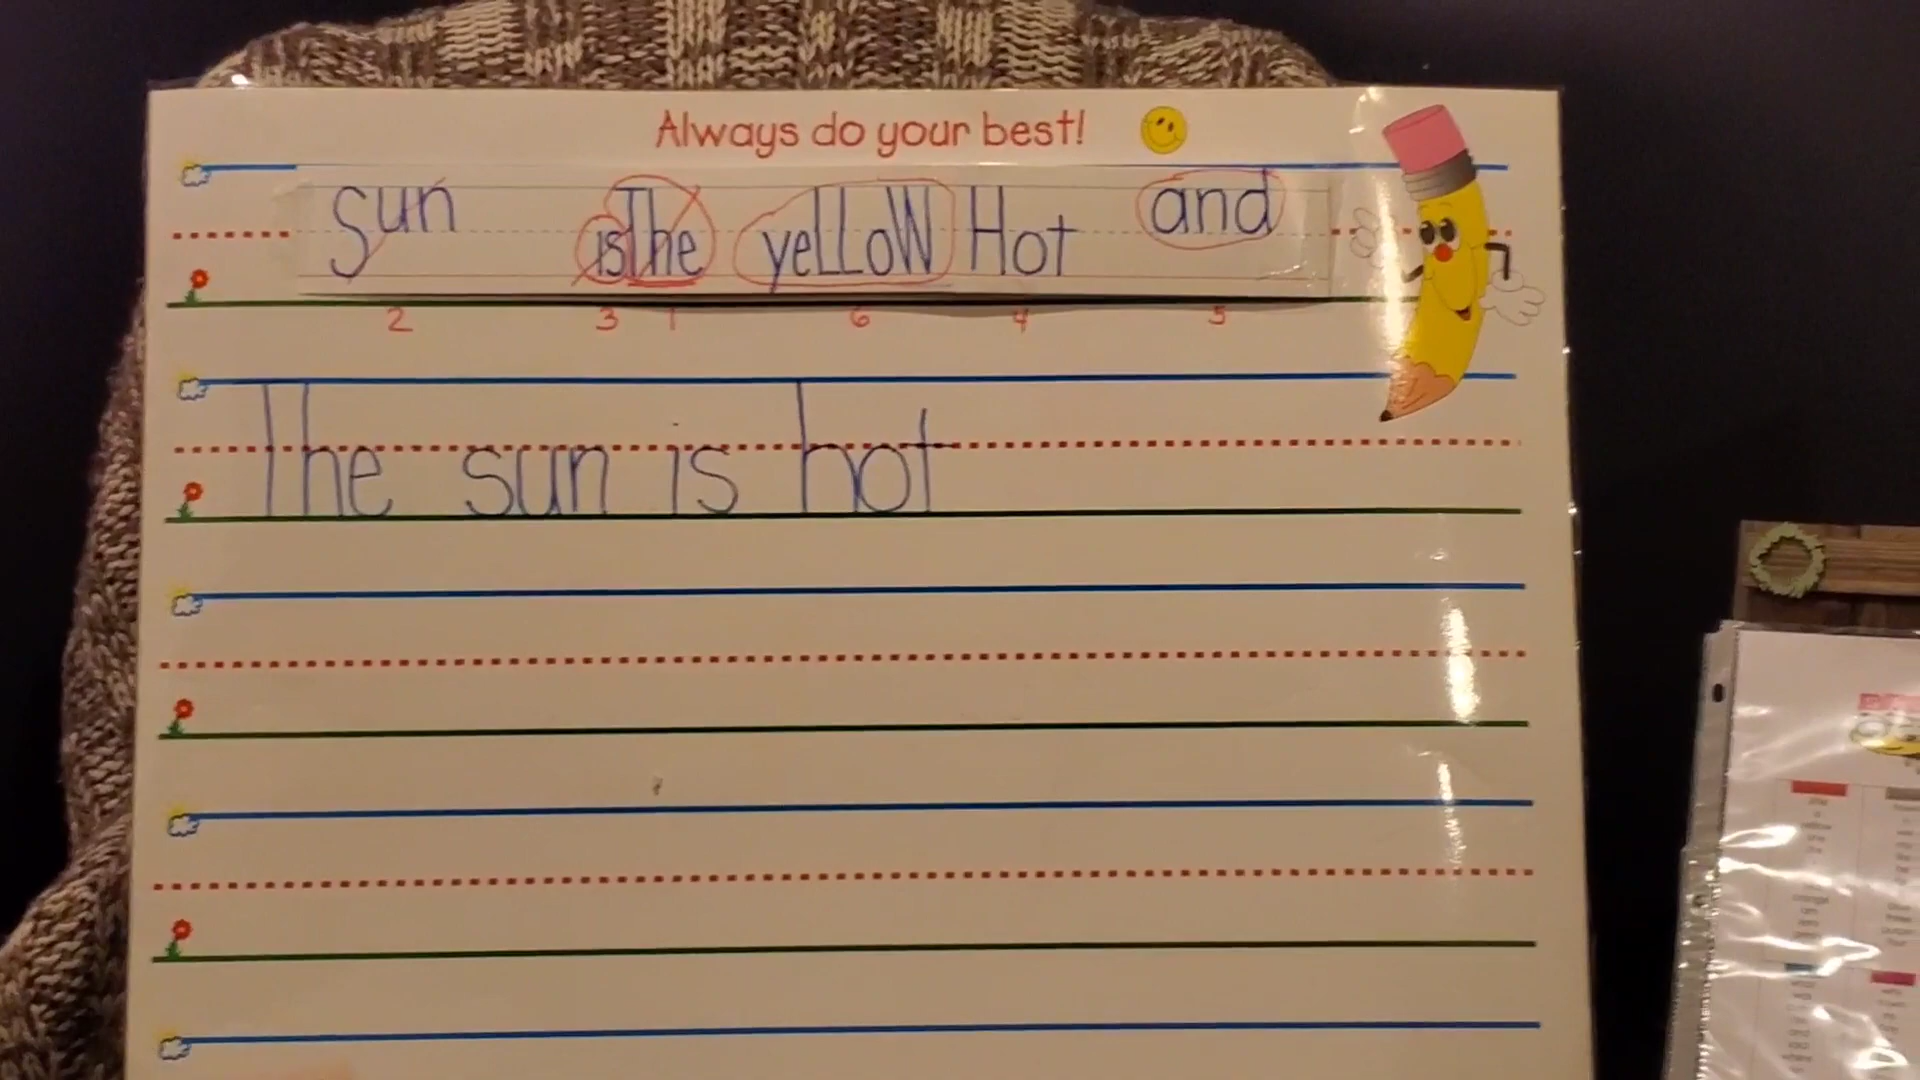 Always do your best!
sun isThe yeLLoW Hot and
2 3 1 6 4 5
The sun is hot